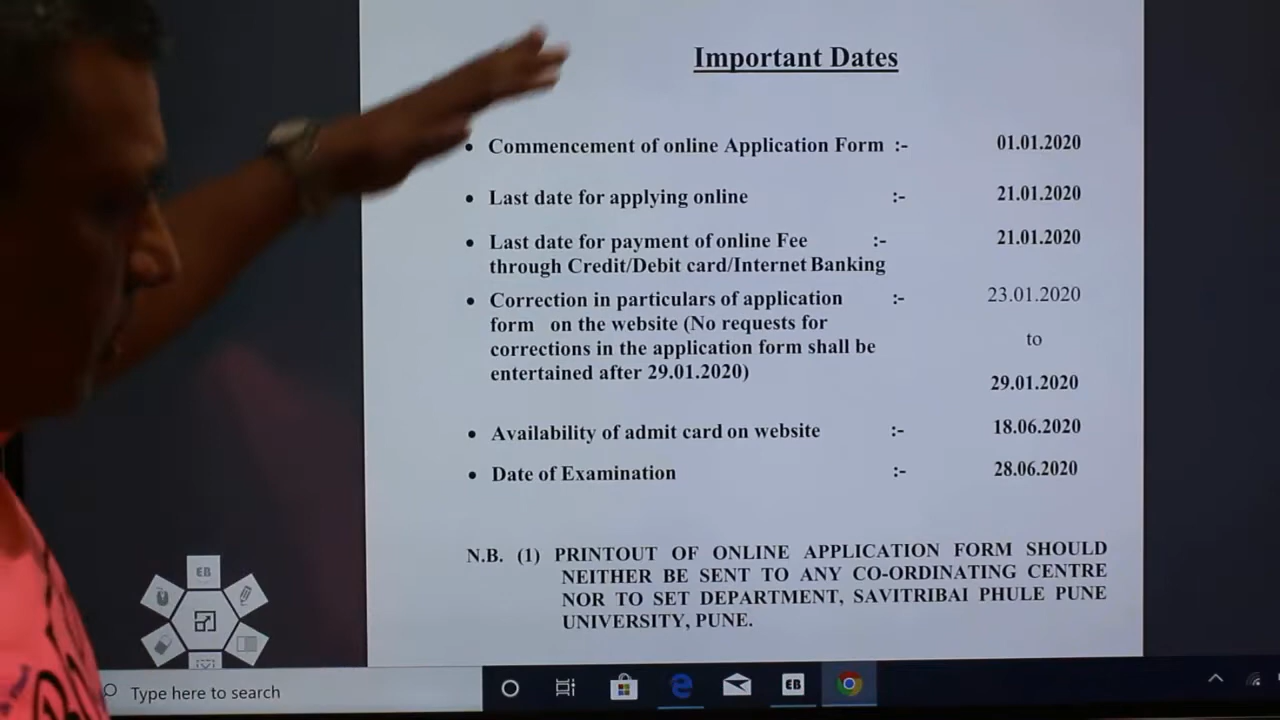 Important Dates
• Commencement of online Application Form :- 01.01.2020
• Last date for applying online :- 21.01.2020
• Last date for payment of online Fee :- 21.01.2020
through Credit/Debit card/Internet Banking
• Correction in particulars of application :- 23.01.2020
form on the website (No requests for
to
corrections in the application form shall be
entertained after 29.01.2020)
29.01.2020
• Availability of admit card on website :- 18.06.2020
• Date of Examination :- 28.06.2020
N.B. (1) PRINTOUT OF ONLINE APPLICATION FORM SHOULD
NEITHER BE SENT TO ANY CO-ORDINATING CENTRE
NOR TO SET DEPARTMENT, SAVITRIBAI PHULE PUNE
UNIVERSITY, PUNE.
EB
Type here to search
EB